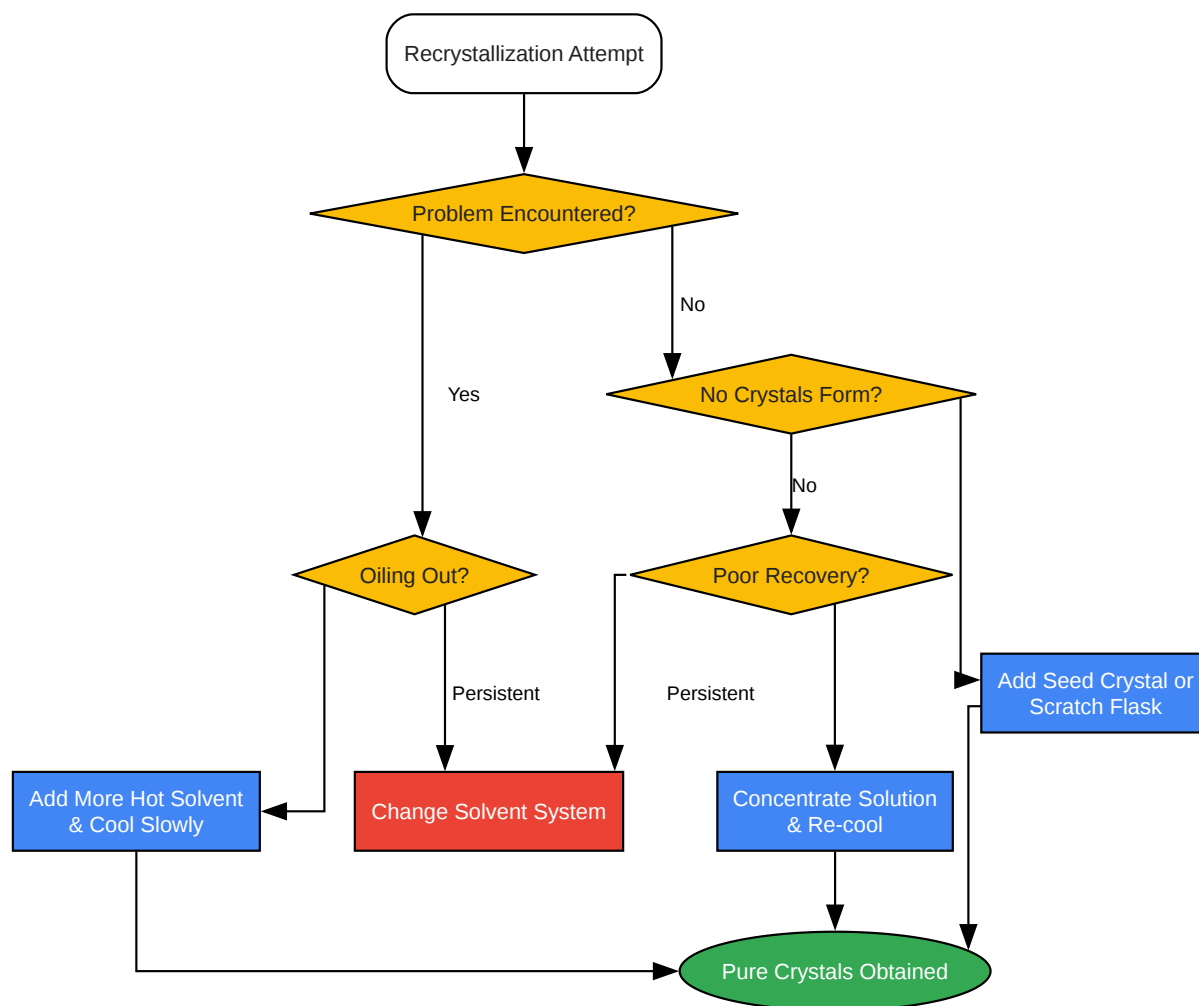 Recrystallization Attempt
Problem Encountered?
No
Yes
No Crystals Form?
No
Oiling Out?
Poor Recovery?
Persistent
Persistent
Add Seed Crystal or
Scratch Flask
Add More Hot Solvent
& Cool Slowly
Change Solvent System
Concentrate Solution
& Re-cool
Pure Crystals Obtained